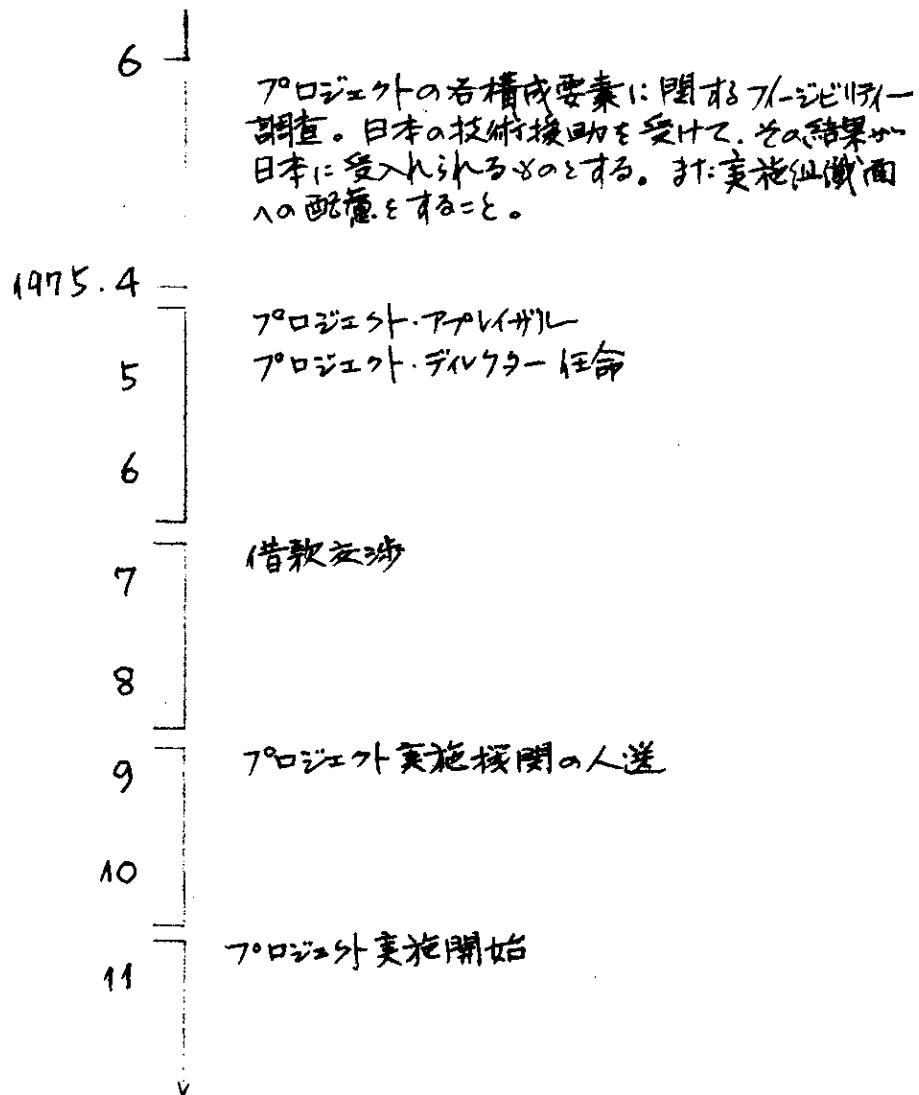 6
プロジェクトの各構成要素に関するフィージビリティー
調査。日本の技術援助を受けて、その結果が
日本に受入れられるものとする。また実施組織面
への配慮をすること。
1975.4
プロジェクト・アプレイザル
5
プロジェクト・ディレクター任命
6
7
借款交渉
8
9
プロジェクト実施機関の人選
10
プロジェクト実施開始
11